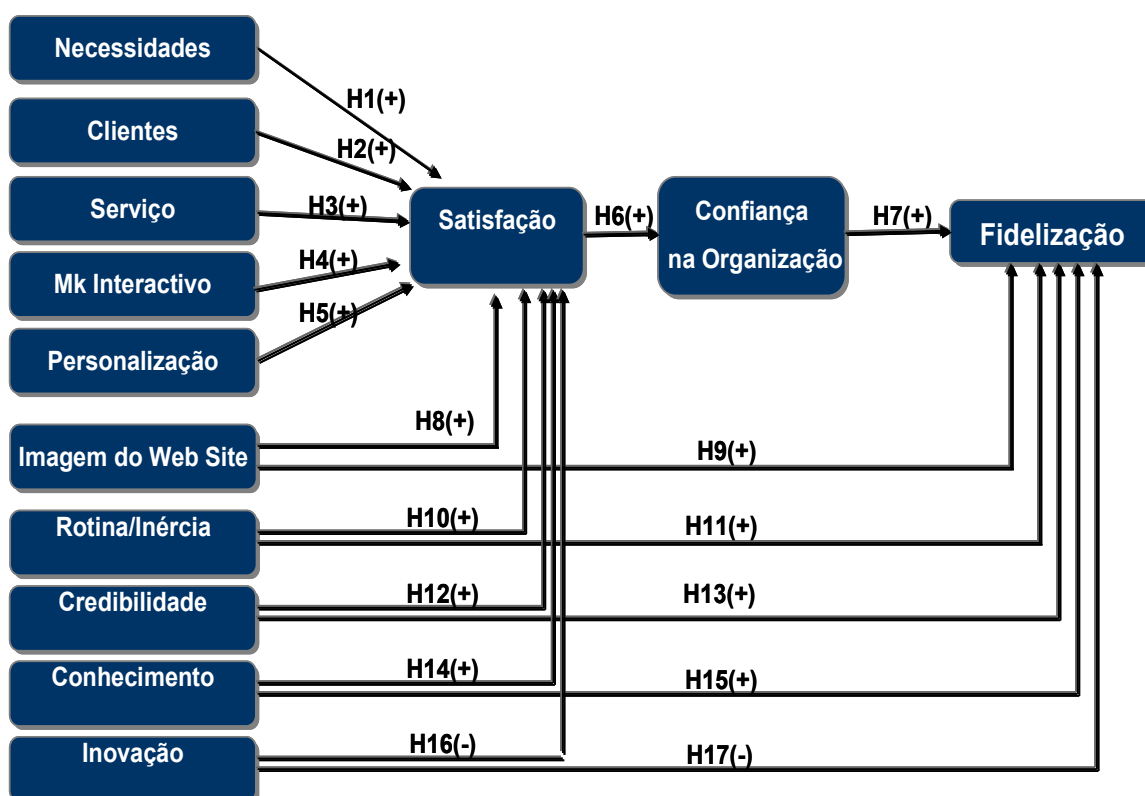 Necessidades
H1(+)
Clientes
H2(+)
Serviço
H3(+)
Satisfação
H6(+)
Confiança
na Organização
H7(+)
Fidelização
Mk Interactivo
H4(+)
H5(+)
Personalização
H8(+)
Imagem do Web Site
H9(+)
Rotina/Inércia
H10(+)
H11(+)
Credibilidade
H12(+)
H13(+)
Conhecimento
H14(+)
H15(+)
Inovação
H16(-)
H17(-)